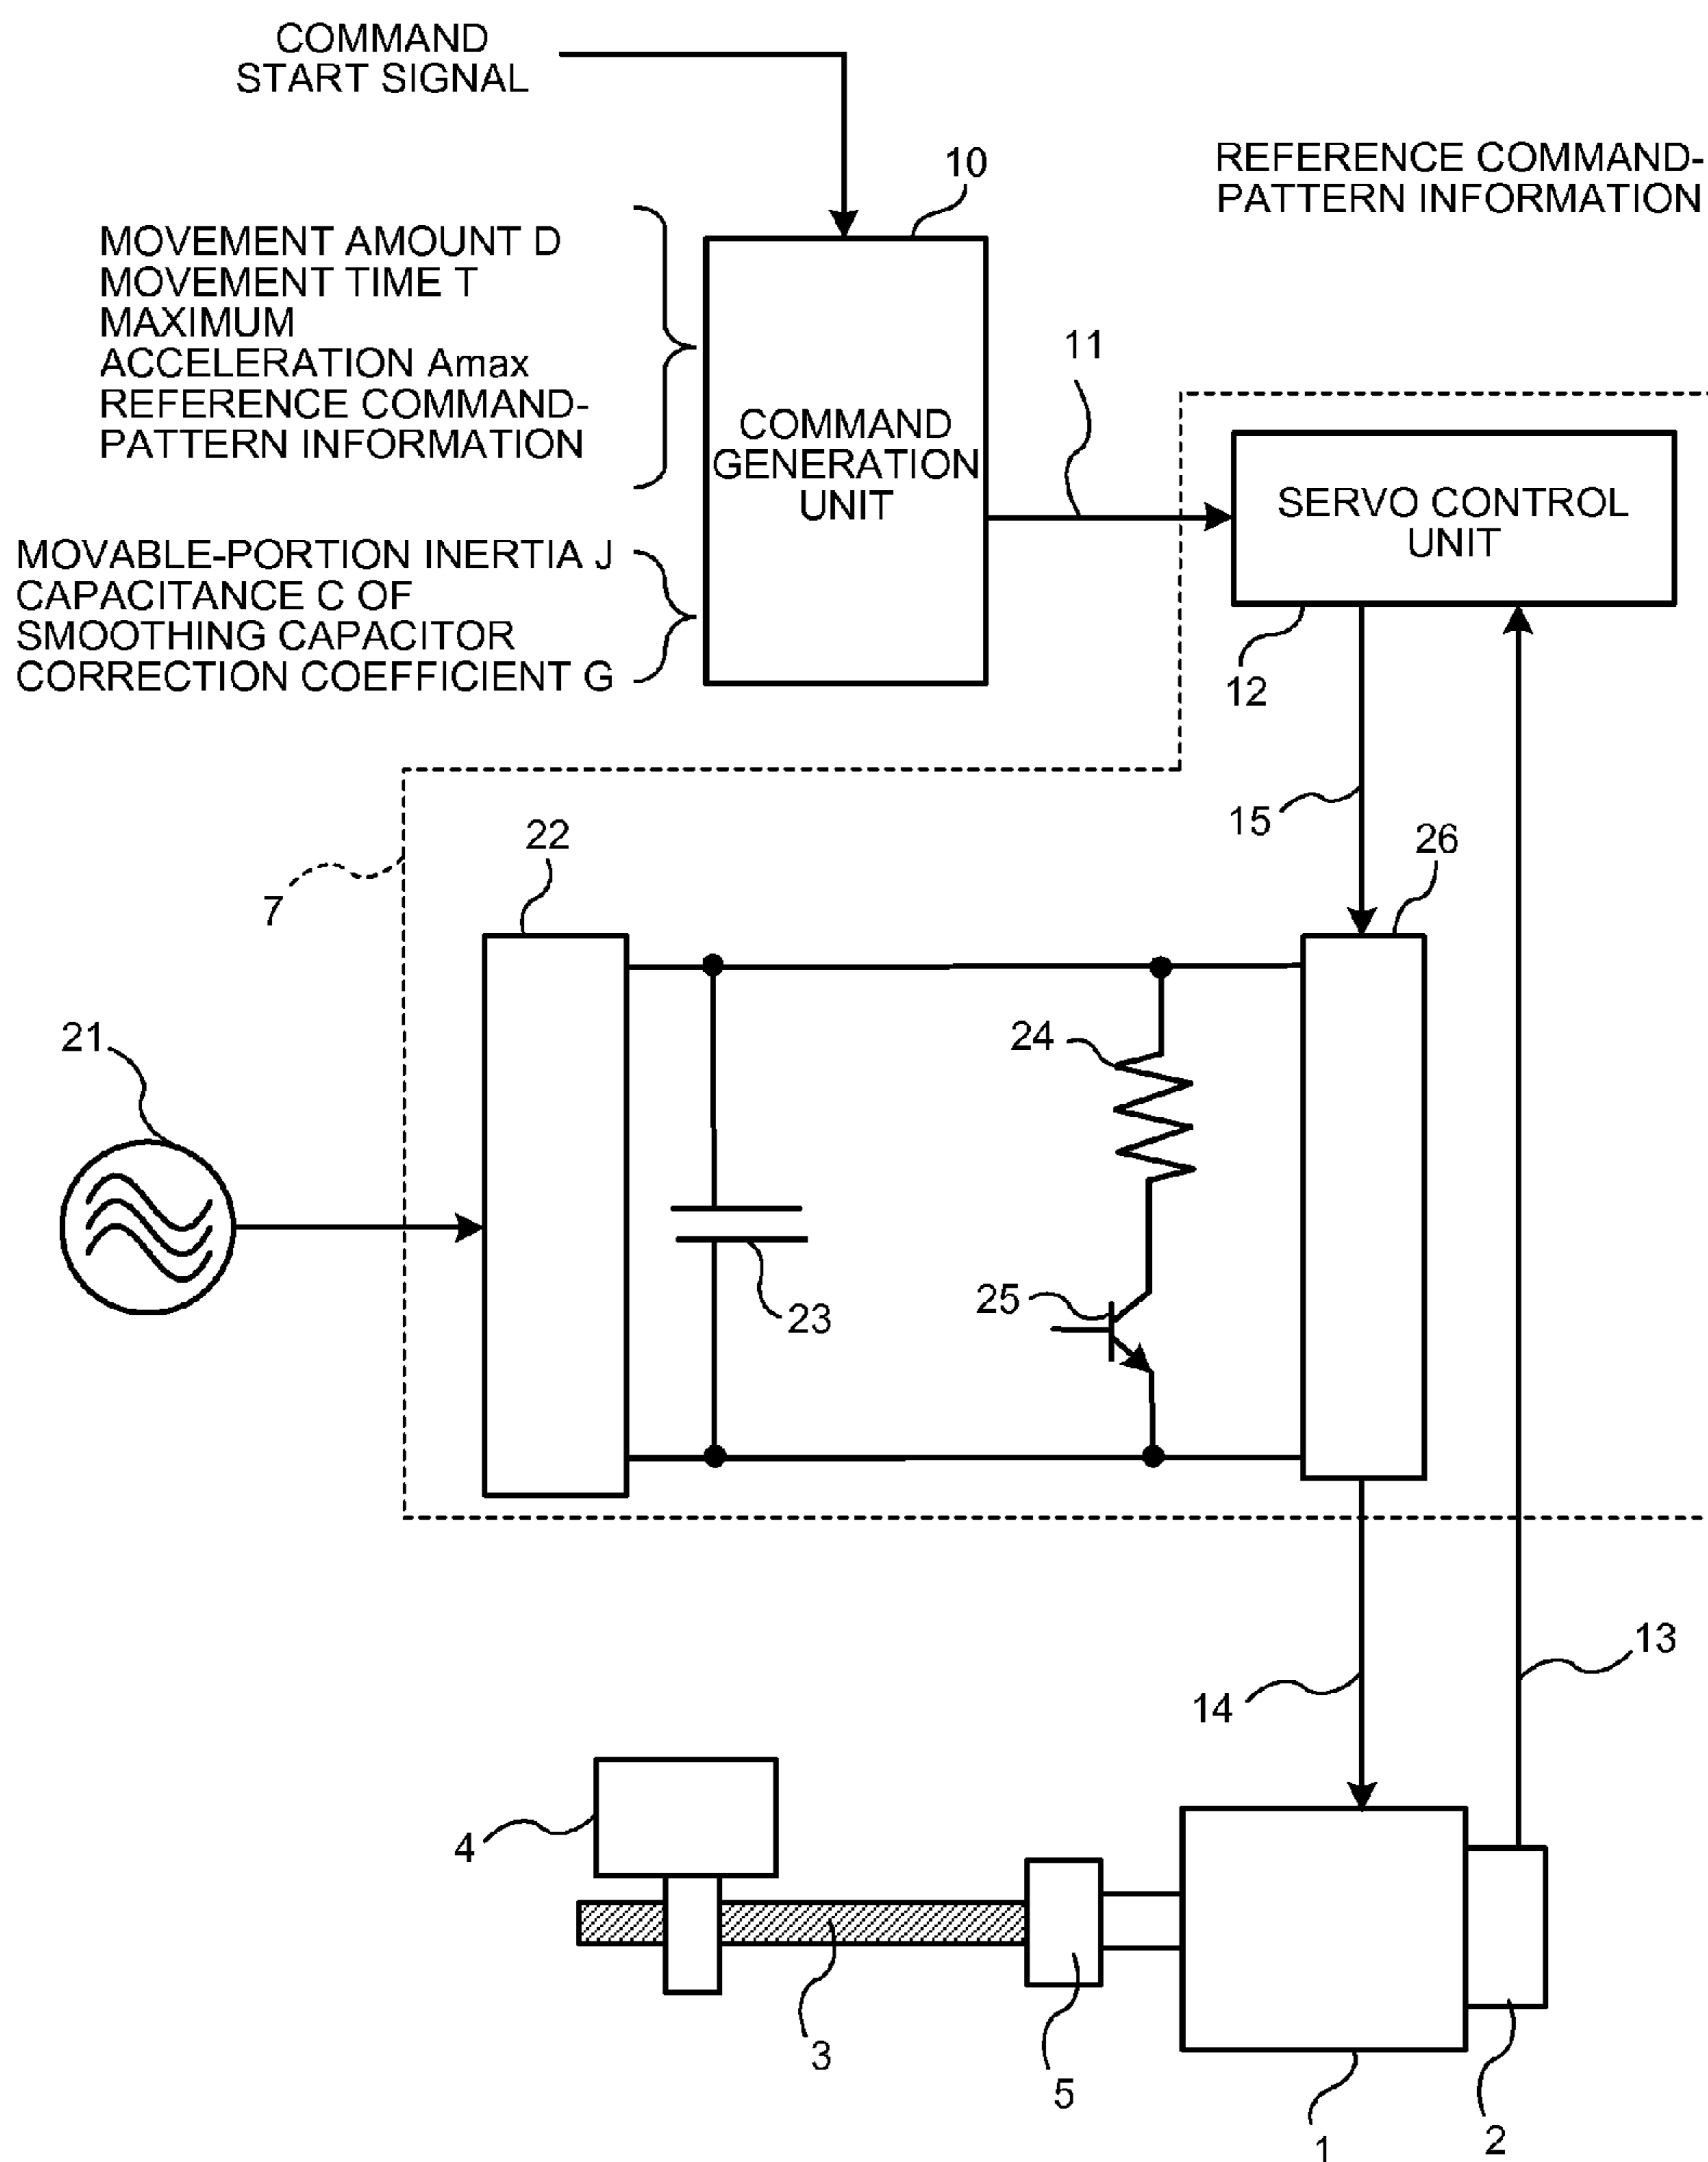 COMMAND
START SIGNAL
10
REFERENCE COMMAND-
PATTERN INFORMATION
MOVEMENT AMOUNT D
MOVEMENT TIME T
MAXIMUM
ACCELERATION Amax
REFERENCE COMMAND-
PATTERN INFORMATION
COMMAND
GENERATION
UNIT
11
SERVO CONTROL
UNIT
MOVABLE-PORTION INERTIA J
CAPACITANCE C OF
SMOOTHING CAPACITOR
CORRECTION COEFFICIENT G
12
15
22
26
7
21
24
23
25
13
14
4
3
5
1
2